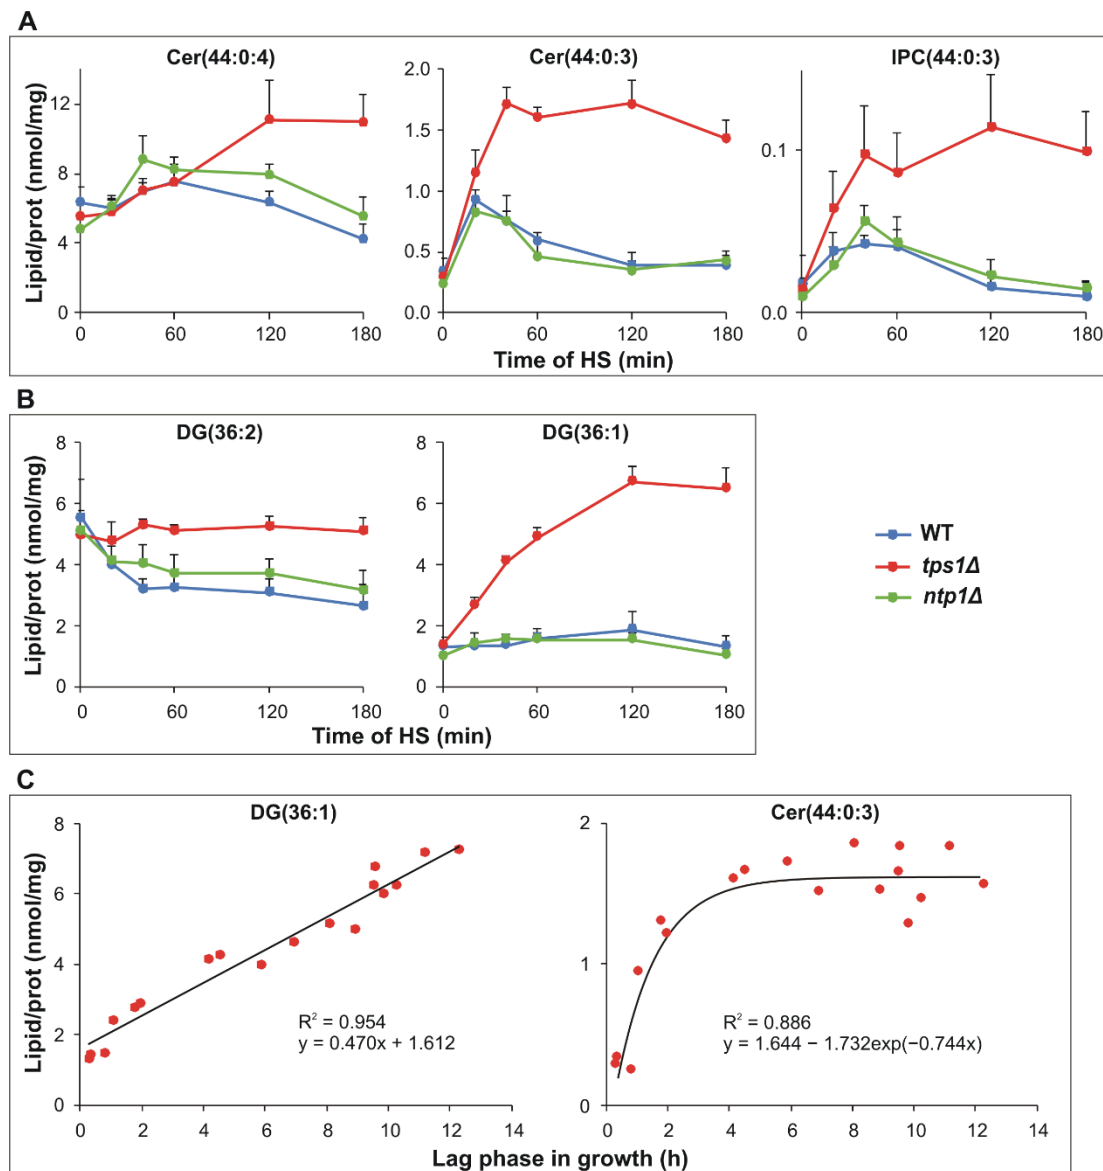 A
Cer(44:0:4)
Cer(44:0:3)
IPC(44:0:3)
Lipid/prot (nmol/mg)
12
8
4
0
0 60 120 180
2.0
1.5
1.0
0.5
0.0
0 60 120 180
0.1
0.0
0 60 120 180
Time of HS (min)
B
DG(36:2)
DG(36:1)
Lipid/prot (nmol/mg)
8
6
4
2
0
0 60 120 180
8
6
4
2
0
0 60 120 180
Time of HS (min)
WT
tps1Δ
ntp1Δ
C
DG(36:1)
Cer(44:0:3)
Lipid/prot (nmol/mg)
8
6
4
2
0
0 2 4 6 8 10 12 14
R² = 0.954
y = 0.470x + 1.612
2
1
0
0 2 4 6 8 10 12 14
R² = 0.886
y = 1.644 − 1.732exp(−0.744x)
Lag phase in growth (h)